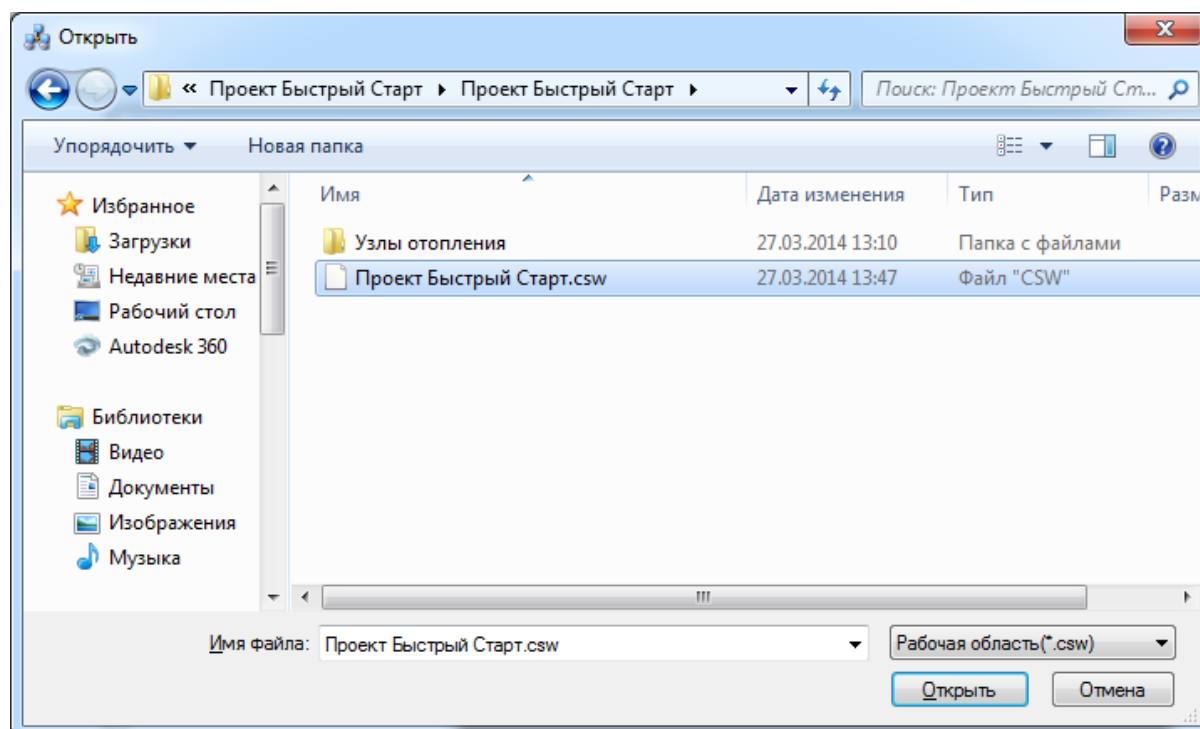 Открыть
« Проект Быстрый Старт ▸ Проект Быстрый Старт ▸
Поиск: Проект Быстрый Ст...
Упорядочить ▾ Новая папка
Имя Дата изменения Тип Разм
Избранное
Загрузки
Недавние места
Рабочий стол
Autodesk 360
Библиотеки
Видео
Документы
Изображения
Музыка
Узлы отопления 27.03.2014 13:10 Папка с файлами
Проект Быстрый Старт.csw 27.03.2014 13:47 Файл "CSW"
Имя файла: Проект Быстрый Старт.csw Рабочая область(*.csw)
Открыть Отмена